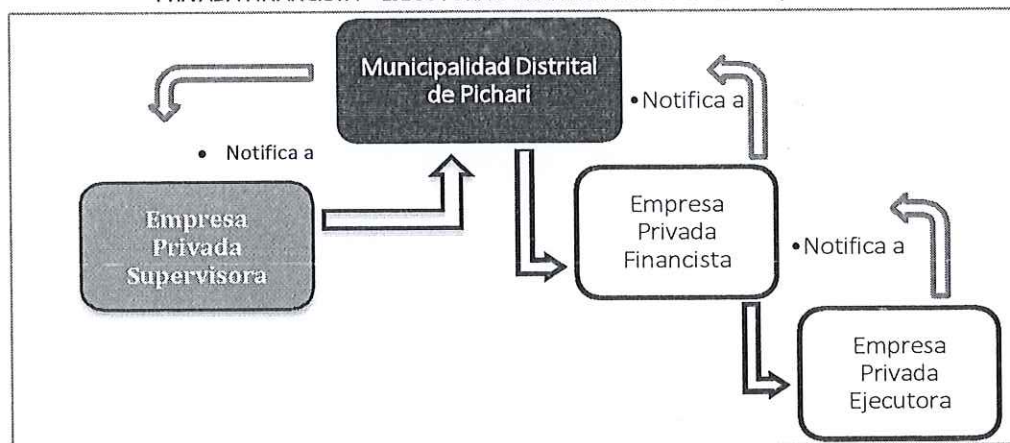 Municipalidad Distrital
de Pichari
• Notifica a
• Notifica a
Empresa
Privada
Supervisora
Empresa
Privada
Financista
• Notifica a
Empresa
Privada
Ejecutora